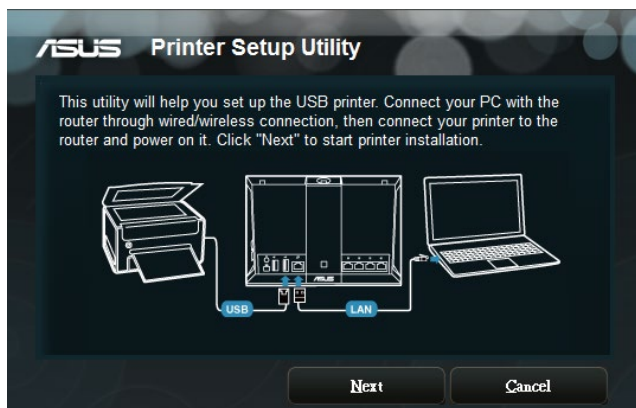 ASUS Printer Setup Utility
This utility will help you set up the USB printer. Connect your PC with the
router through wired/wireless connection, then connect your printer to the
router and power on it. Click "Next" to start printer installation.
ASUS
USB LAN
Next Cancel